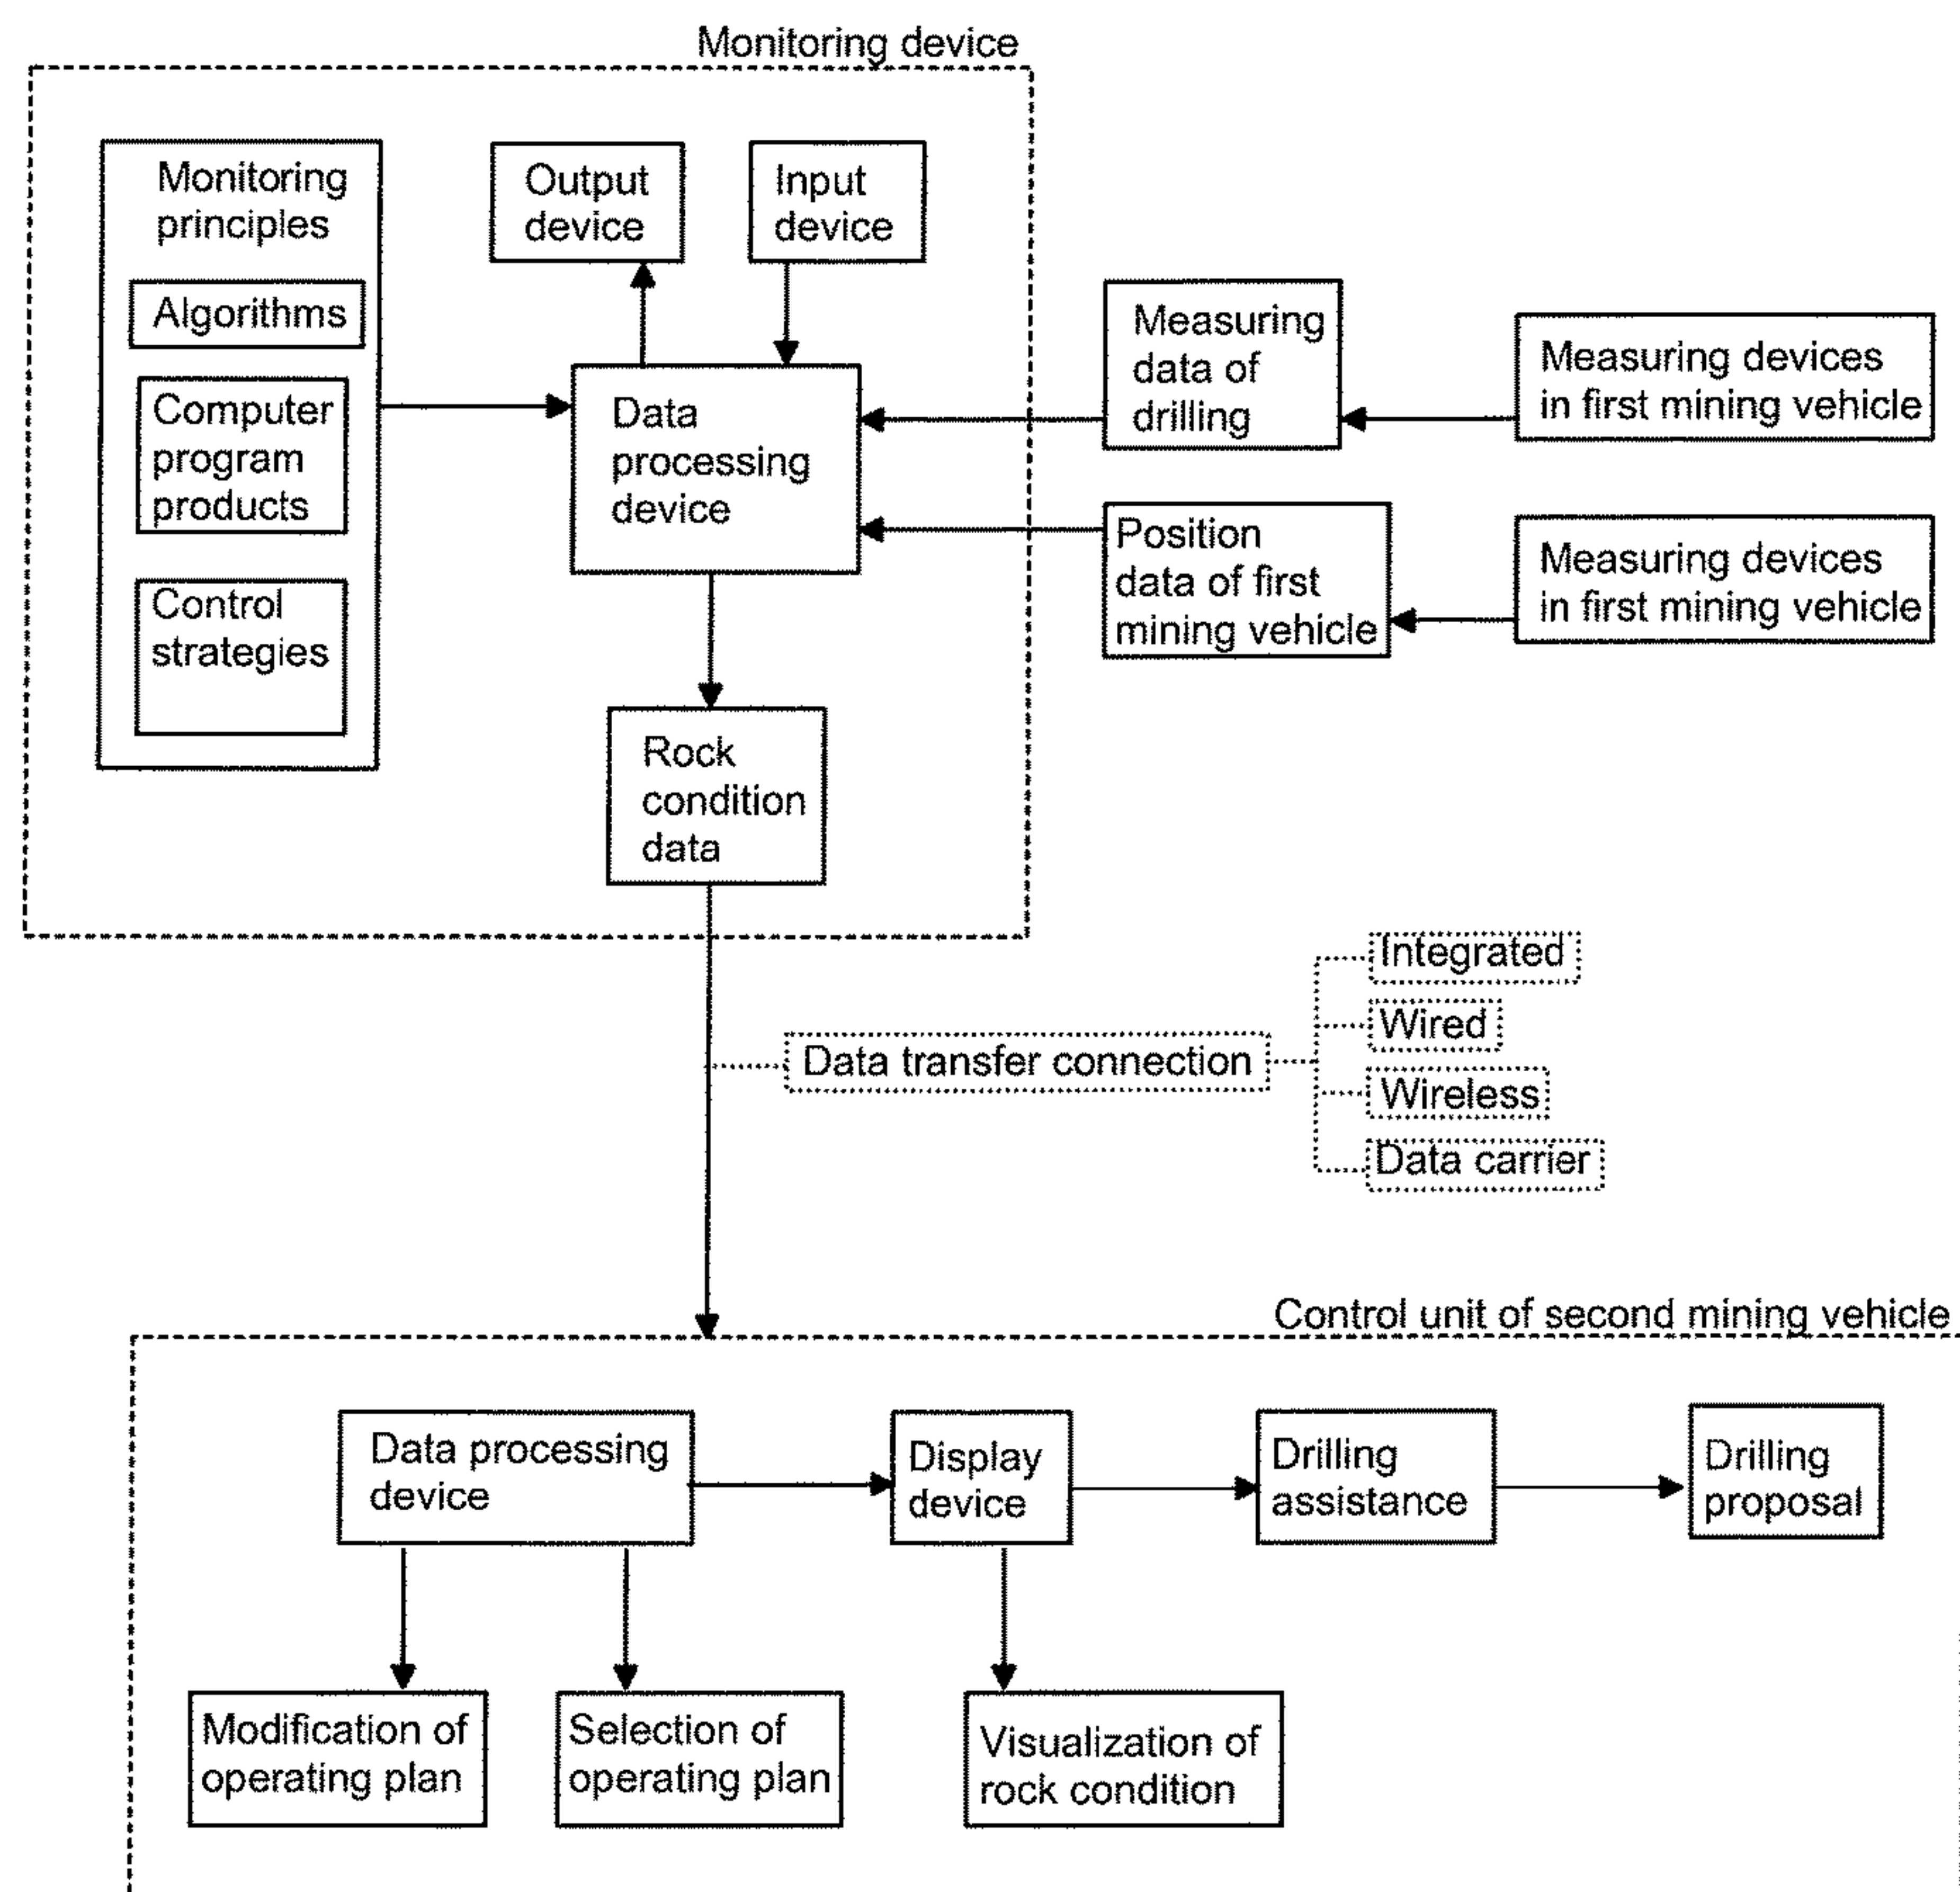 Monitoring device
Monitoring
principles
Algorithms
Computer
program
products
Control
strategies
Output
device
Input
device
Data
processing
device
Rock
condition
data
Measuring
data of
drilling
Measuring devices
in first mining vehicle
Position
data of first
mining vehicle
Measuring devices
in first mining vehicle
Data transfer connection
Integrated
Wired
Wireless
Data carrier
Control unit of second mining vehicle
Data processing
device
Display
device
Drilling
assistance
Drilling
proposal
Modification of
operating plan
Selection of
operating plan
Visualization of
rock condition